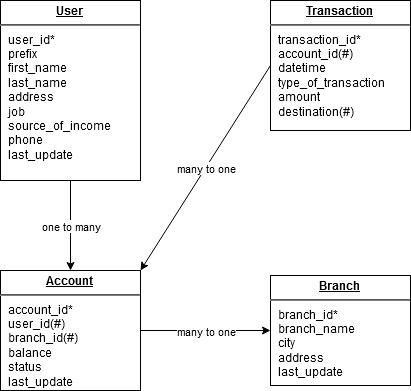 User
user_id*
prefix
first_name
last_name
address
job
source_of_income
phone
last_update
Transaction
transaction_id*
account_id(#)
datetime
type_of_transaction
amount
destination(#)
many to one
one to many
Account
account_id*
user_id(#)
branch_id(#)
balance
status
last_update
many to one
Branch
branch_id*
branch_name
city
address
last_update